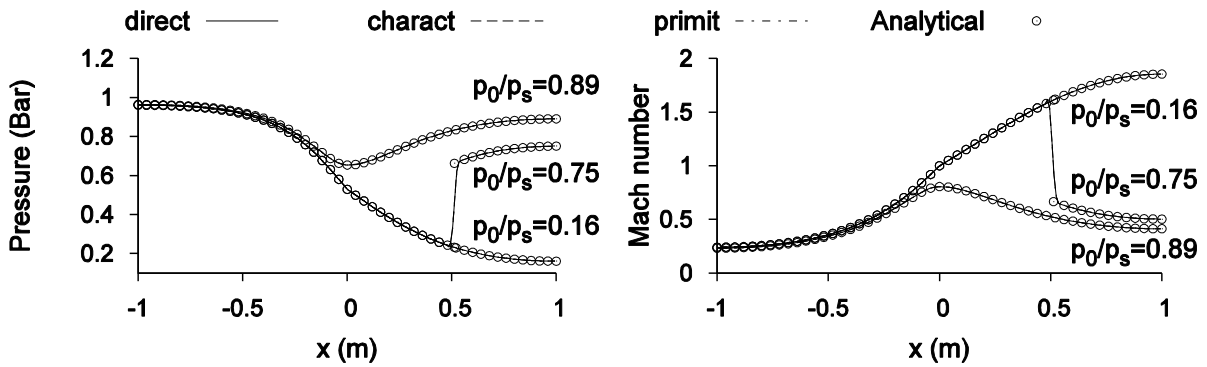 direct charact primit Analytical
Pressure (Bar)
1.2
1
0.8
0.6
0.4
0.2
p0/ps=0.89
p0/ps=0.75
p0/ps=0.16
-1 -0.5 0 0.5 1
x (m)
Mach number
2
1.5
1
0.5
0
p0/ps=0.16
p0/ps=0.75
p0/ps=0.89
-1 -0.5 0 0.5 1
x (m)